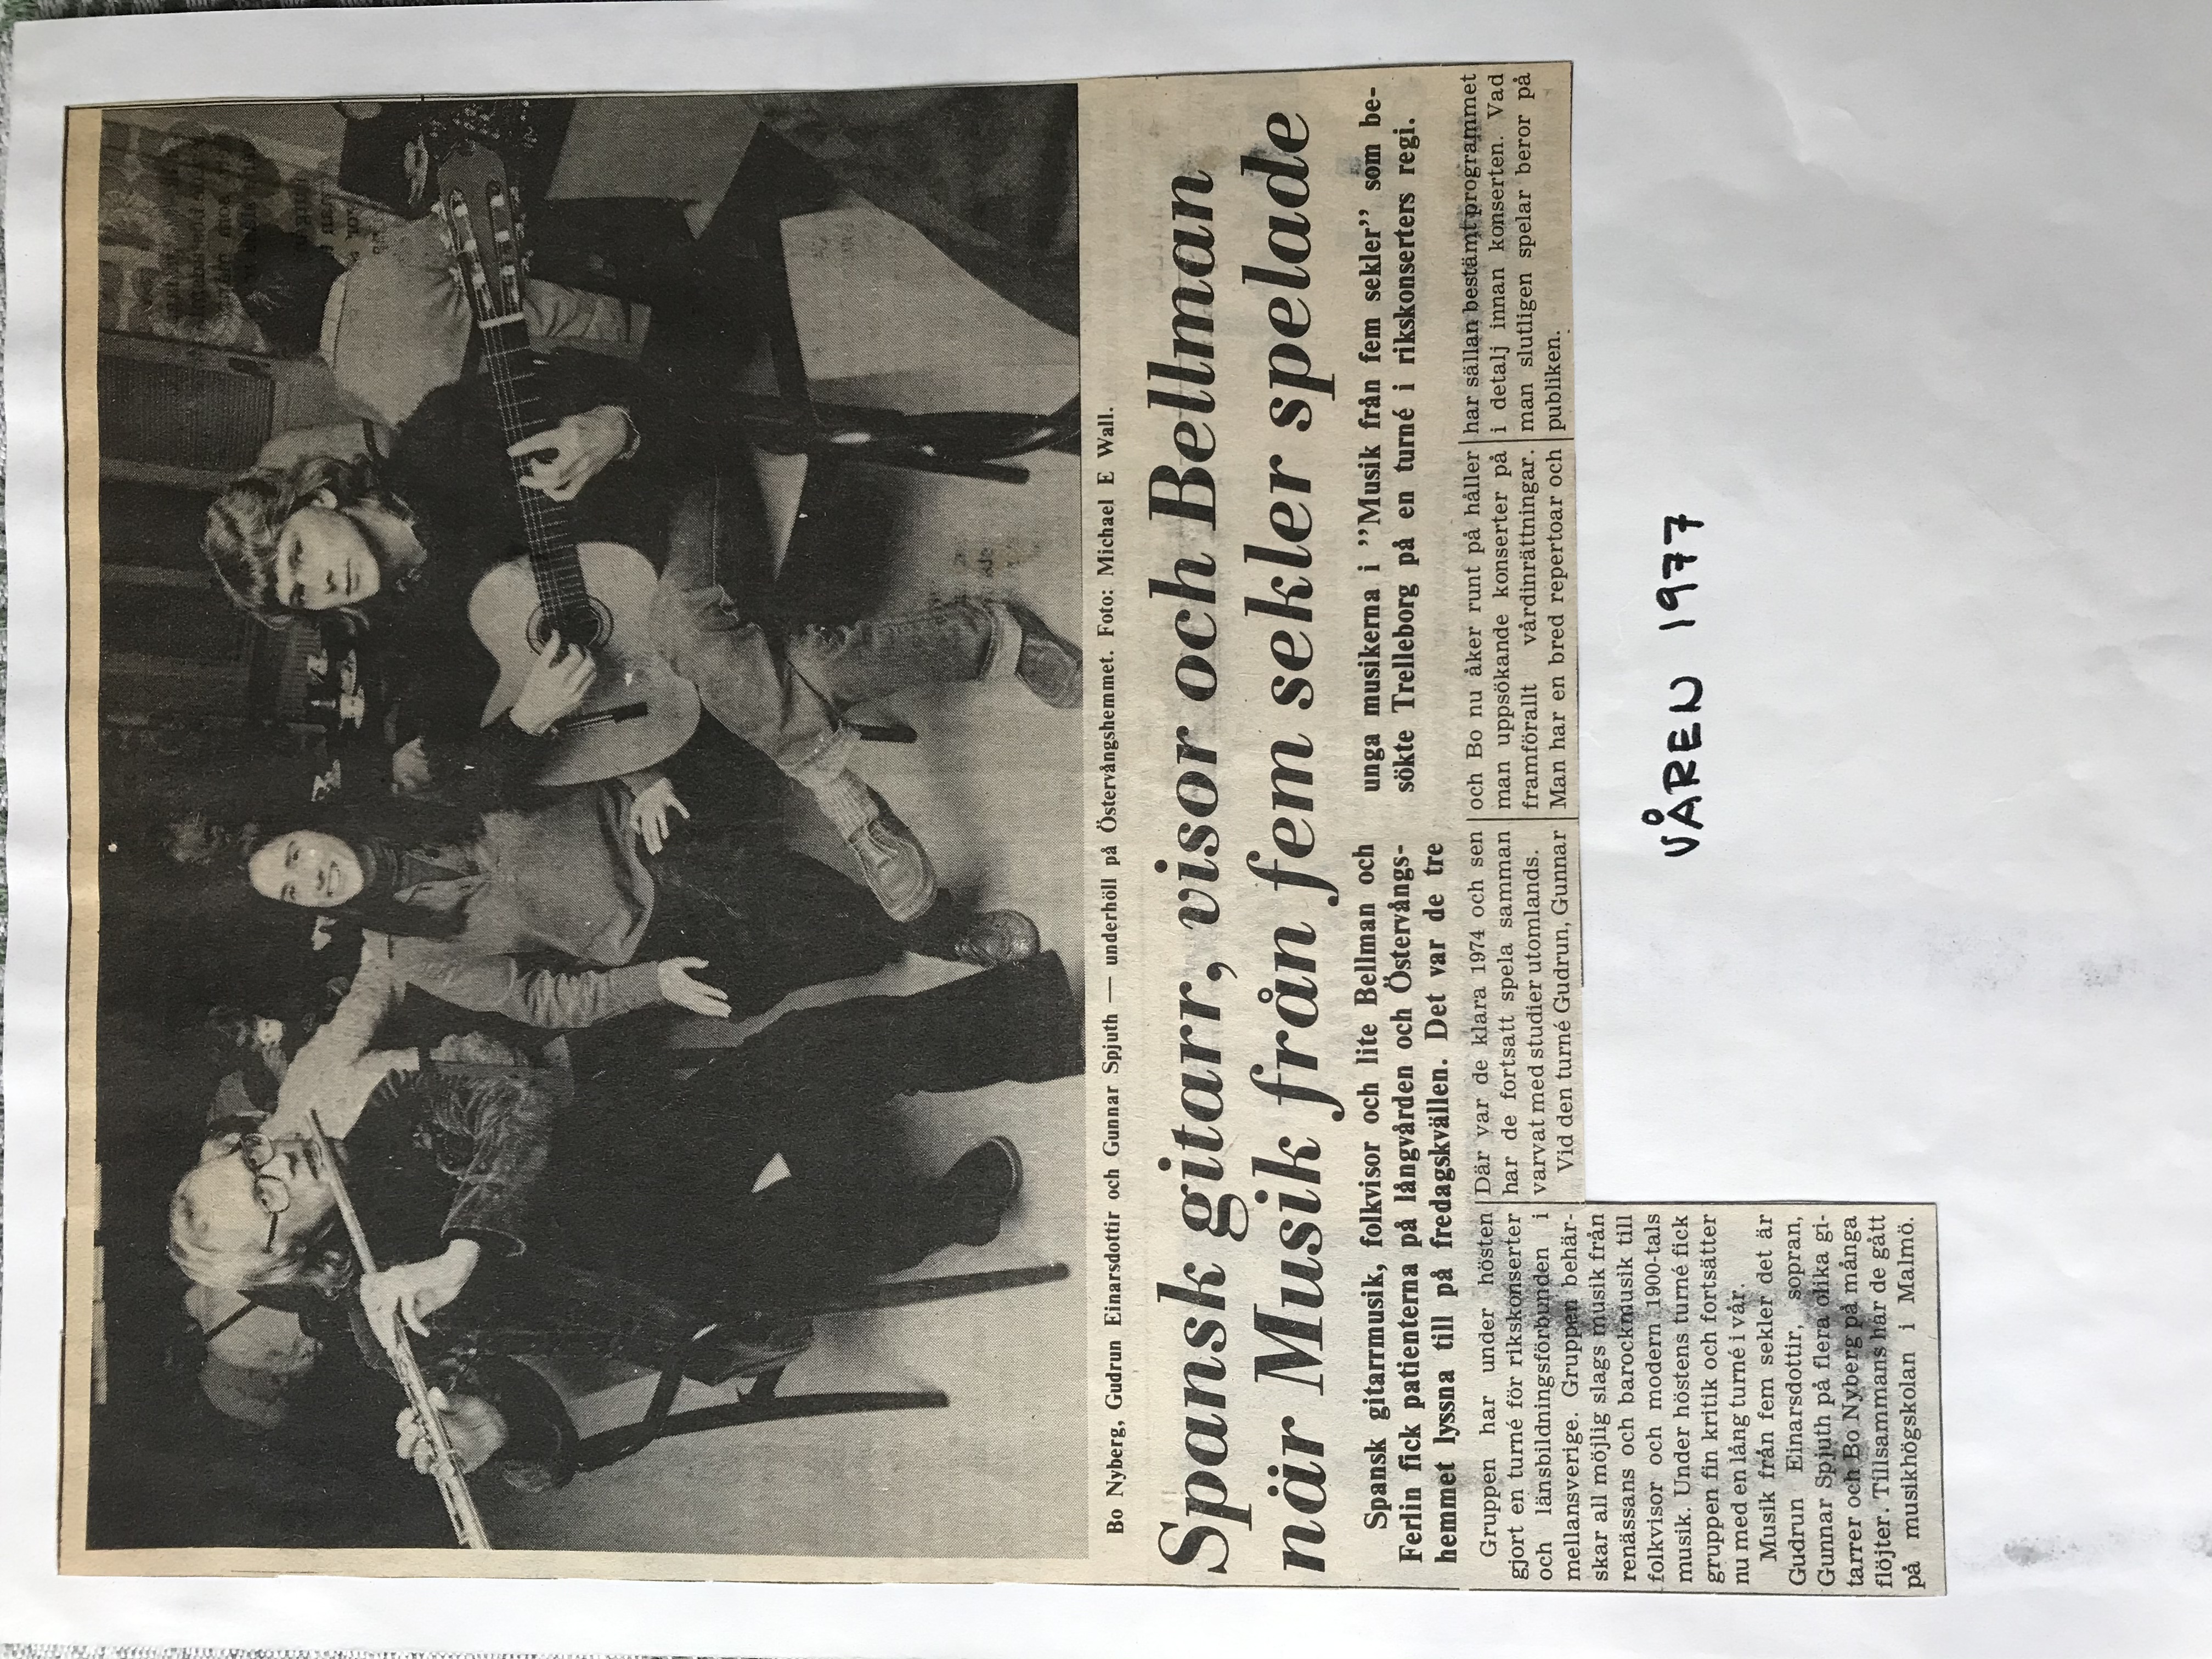 Bo Nyberg, Gudrun Einarsdottir och Gunnar Spjuth — underhöll på Östervångshemmet. Foto: Michael E Wall.
Spansk gitarr, visor och Bellman
när Musik från fem sekler spelade
Spansk gitarrmusik, folkvisor och lite Bellman och
Ferlin fick patienterna på långvården och Östervångs-
hemmet lyssna till på fredagskvällen. Det var de tre
unga musikerna i ”Musik från fem sekler” som be-
sökte Trelleborg på en turné i rikskonserters regi.
Gruppen har under hösten
gjort en turné för rikskonserter
och länsbildningsförbunden i
mellansverige. Gruppen behär-
skar all möjlig slags musik från
renässans och barockmusik till
folkvisor och modern 1900-tals
musik. Under höstens turné fick
gruppen fin kritik och fortsätter
nu med en lång turné i vår.
Musik från fem sekler det är
Gudrun Einarsdottir, sopran,
Gunnar Spjuth på flera olika gi-
tarrer och Bo Nyberg på många
flöjter. Tillsammans har de gått
på musikhögskolan i Malmö.
Där var de klara 1974 och sen
har de fortsatt spela samman
varvat med studier utomlands.
Vid den turné Gudrun, Gunnar
och Bo nu åker runt på håller
man uppsökande konserter på
framförallt vårdinrättningar.
Man har en bred repertoar och
har sällan bestämt programmet
i detalj innan konserten. Vad
man slutligen spelar beror på
publiken.
VÅREN 1977